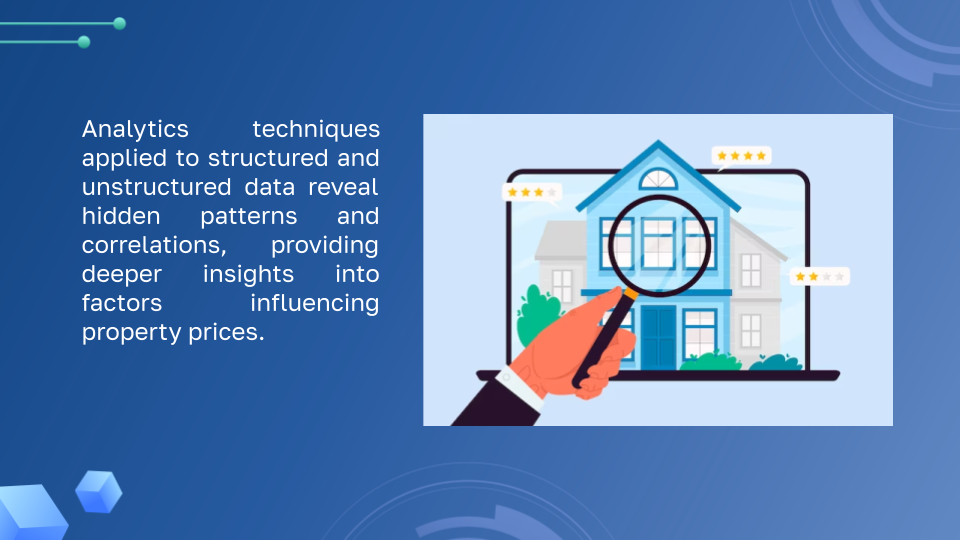 Analytics techniques
applied to structured and
unstructured data reveal
hidden patterns and
correlations, providing
deeper insights into
factors influencing
property prices.